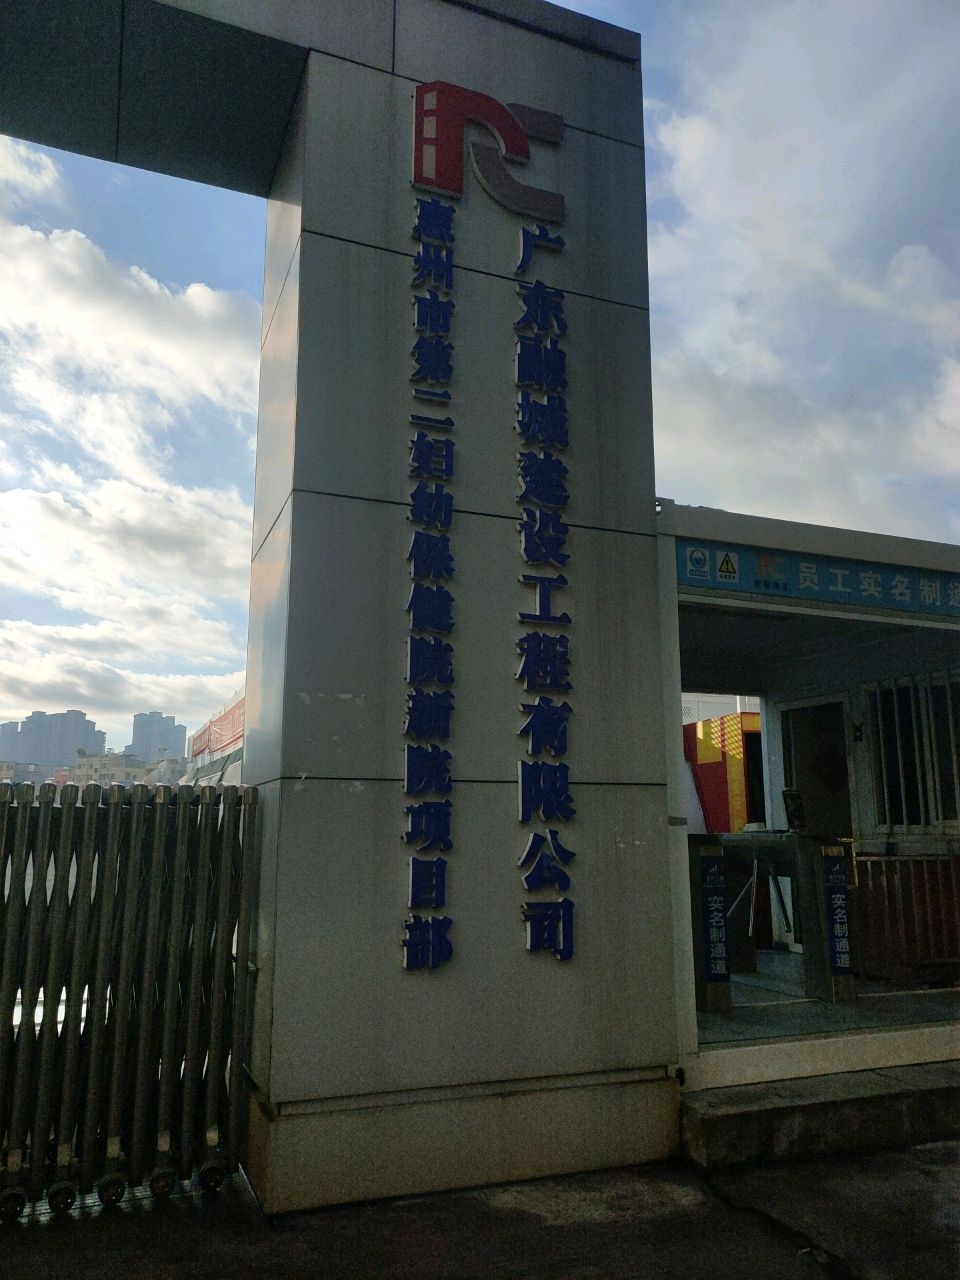 广东融城建设工程有限公司
惠州市第二妇幼保健院新院项目部
员工实名制通
实名制通道
实名制通道